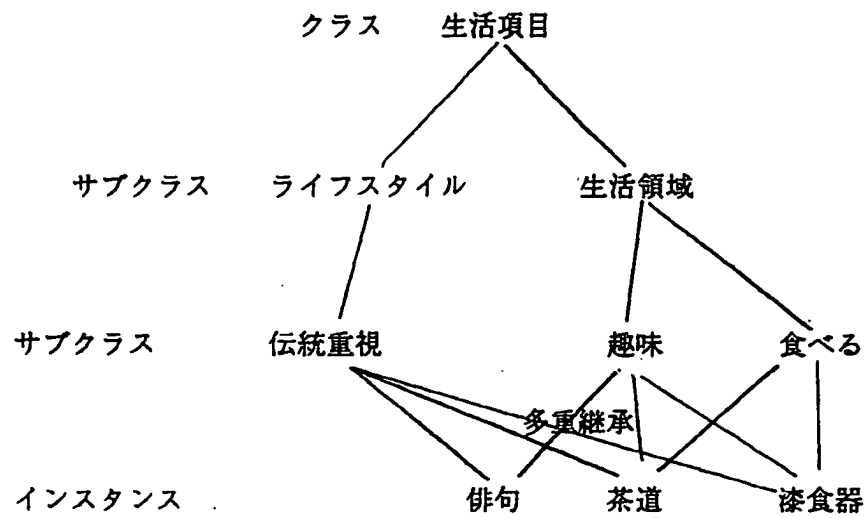 クラス 生活項目
サブクラス ライフスタイル 生活領域
サブクラス 伝統重視 趣味 食べる
多重継承
インスタンス 俳句 茶道 漆食器